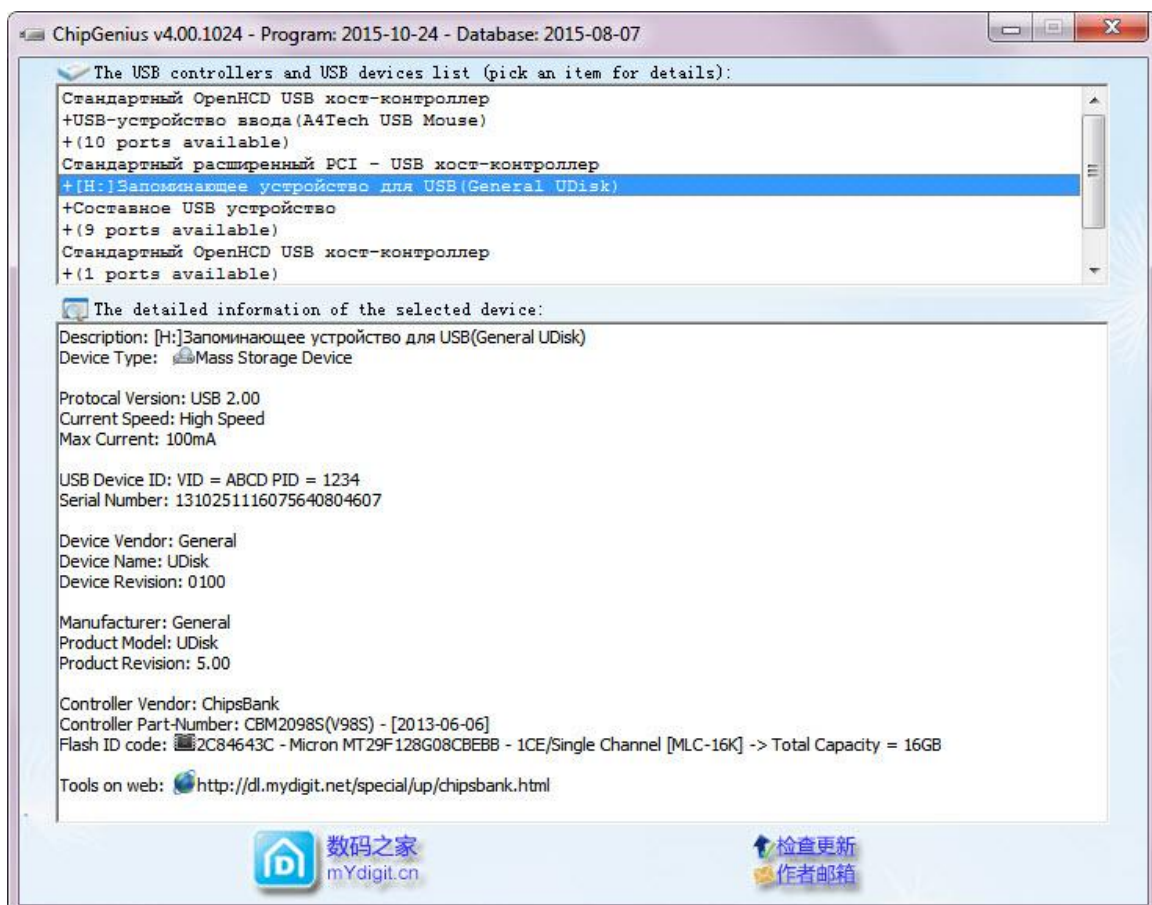 ChipGenius v4.00.1024 - Program: 2015-10-24 - Database: 2015-08-07
The USB controllers and USB devices list (pick an item for details):
Стандартный OpenHCD USB хост-контроллер
+USB-устройство ввода(A4Tech USB Mouse)
+(10 ports available)
Стандартный расширенный PCI - USB хост-контроллер
+[H:]Запоминающее устройство для USB(General UDisk)
+Составное USB устройство
+(9 ports available)
Стандартный OpenHCD USB хост-контроллер
+(1 ports available)
The detailed information of the selected device:
Description: [H:]Запоминающее устройство для USB(General UDisk)
Device Type: Mass Storage Device
Protocal Version: USB 2.00
Current Speed: High Speed
Max Current: 100mA
USB Device ID: VID = ABCD PID = 1234
Serial Number: 1310251116075640804607
Device Vendor: General
Device Name: UDisk
Device Revision: 0100
Manufacturer: General
Product Model: UDisk
Product Revision: 5.00
Controller Vendor: ChipsBank
Controller Part-Number: CBM2098S(V98S) - [2013-06-06]
Flash ID code: 2C84643C - Micron MT29F128G08CBEBB - 1CE/Single Channel [MLC-16K] -> Total Capacity = 16GB
Tools on web: http://dl.mydigit.net/special/up/chipsbank.html
数码之家
mYdigit.cn
检查更新
作者邮箱